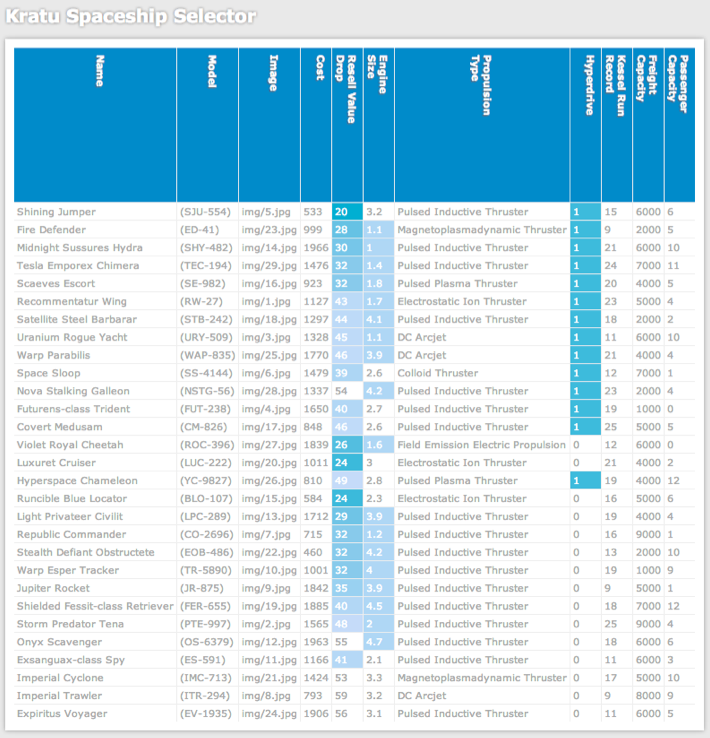 Kratu Spaceship Selector
Name Model Image Cost Resell Value Drop Engine Size Propulsion Type Hyperdrive Kessel Run Record Freight Capacity Passenger Capacity
Shining Jumper (SJU-554) img/5.jpg 533 20 3.2 Pulsed Inductive Thruster 1 15 6000 6
Fire Defender (ED-41) img/23.jpg 999 28 1.1 Magnetoplasmadynamic Thruster 1 9 2000 5
Midnight Sussures Hydra (SHY-482) img/14.jpg 1966 30 1 Pulsed Inductive Thruster 1 21 6000 10
Tesla Emporex Chimera (TEC-194) img/29.jpg 1476 32 1.4 Pulsed Inductive Thruster 1 24 7000 11
Scaeves Escort (SE-982) img/16.jpg 923 32 1.8 Pulsed Plasma Thruster 1 20 4000 5
Recommentatur Wing (RW-27) img/1.jpg 1127 43 1.7 Electrostatic Ion Thruster 1 23 5000 4
Satellite Steel Barbarar (STB-242) img/18.jpg 1297 44 4.1 Pulsed Inductive Thruster 1 18 2000 2
Uranium Rogue Yacht (URY-509) img/3.jpg 1328 45 1.1 DC Arcjet 1 11 6000 10
Warp Parabilis (WAP-835) img/25.jpg 1770 46 3.9 DC Arcjet 1 21 4000 4
Space Sloop (SS-4144) img/6.jpg 1479 39 2.6 Colloid Thruster 1 12 7000 1
Nova Stalking Galleon (NSTG-56) img/28.jpg 1337 54 4.2 Pulsed Inductive Thruster 1 23 2000 4
Futurens-class Trident (FUT-238) img/4.jpg 1650 40 2.7 Pulsed Inductive Thruster 1 19 1000 0
Covert Medusam (CM-826) img/17.jpg 848 46 2.6 Pulsed Inductive Thruster 1 25 5000 5
Violet Royal Cheetah (ROC-396) img/27.jpg 1839 26 1.6 Field Emission Electric Propulsion 0 12 6000 0
Luxuret Cruiser (LUC-222) img/20.jpg 1011 24 3 Electrostatic Ion Thruster 0 21 4000 2
Hyperspace Chameleon (YC-9827) img/26.jpg 810 49 2.8 Pulsed Plasma Thruster 1 19 4000 12
Runcible Blue Locator (BLO-107) img/15.jpg 584 24 2.3 Electrostatic Ion Thruster 0 16 5000 6
Light Privateer Civilit (LPC-289) img/13.jpg 1712 29 3.9 Pulsed Inductive Thruster 0 19 4000 4
Republic Commander (CO-2696) img/7.jpg 715 32 1.2 Pulsed Inductive Thruster 0 16 9000 1
Stealth Defiant Obstructete (EOB-486) img/22.jpg 460 32 4.2 Pulsed Inductive Thruster 0 13 2000 10
Warp Esper Tracker (TR-5890) img/10.jpg 1001 32 4 Pulsed Inductive Thruster 0 19 1000 9
Jupiter Rocket (JR-875) img/9.jpg 1842 35 3.9 Pulsed Inductive Thruster 0 9 5000 1
Shielded Fessit-class Retriever (FER-655) img/19.jpg 1885 40 4.5 Pulsed Inductive Thruster 0 18 7000 12
Storm Predator Tena (PTE-997) img/2.jpg 1565 48 2 Pulsed Inductive Thruster 0 25 9000 4
Onyx Scavenger (OS-6379) img/12.jpg 1963 55 4.7 Pulsed Inductive Thruster 0 18 6000 6
Exsanguax-class Spy (ES-591) img/11.jpg 1166 41 2.1 Pulsed Inductive Thruster 0 11 6000 3
Imperial Cyclone (IMC-713) img/21.jpg 1424 53 3.3 Magnetoplasmadynamic Thruster 0 17 5000 10
Imperial Trawler (ITR-294) img/8.jpg 793 59 3.2 DC Arcjet 0 9 8000 9
Expiritus Voyager (EV-1935) img/24.jpg 1906 56 3.1 Pulsed Inductive Thruster 0 11 6000 5